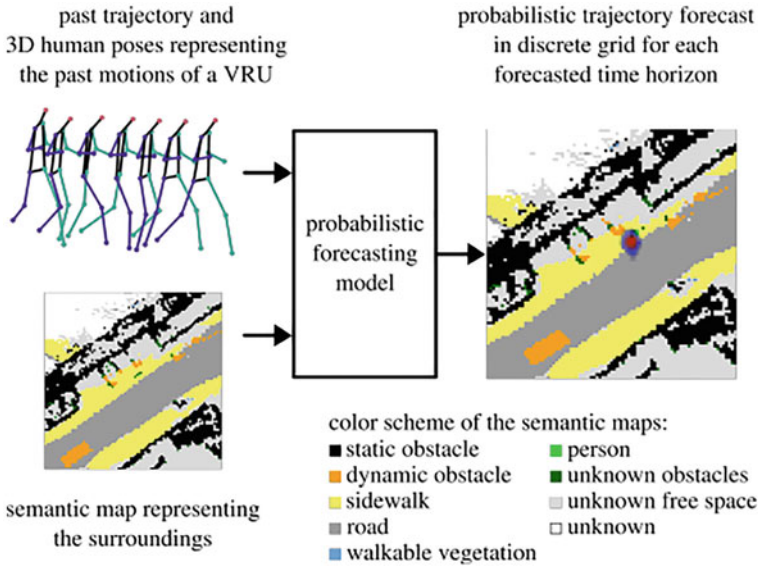 past trajectory and
3D human poses representing
the past motions of a VRU
probabilistic trajectory forecast
in discrete grid for each
forecasted time horizon
probabilistic
forecasting
model
semantic map representing
the surroundings
color scheme of the semantic maps:
static obstacle
dynamic obstacle
sidewalk
road
walkable vegetation
person
unknown obstacles
unknown free space
unknown